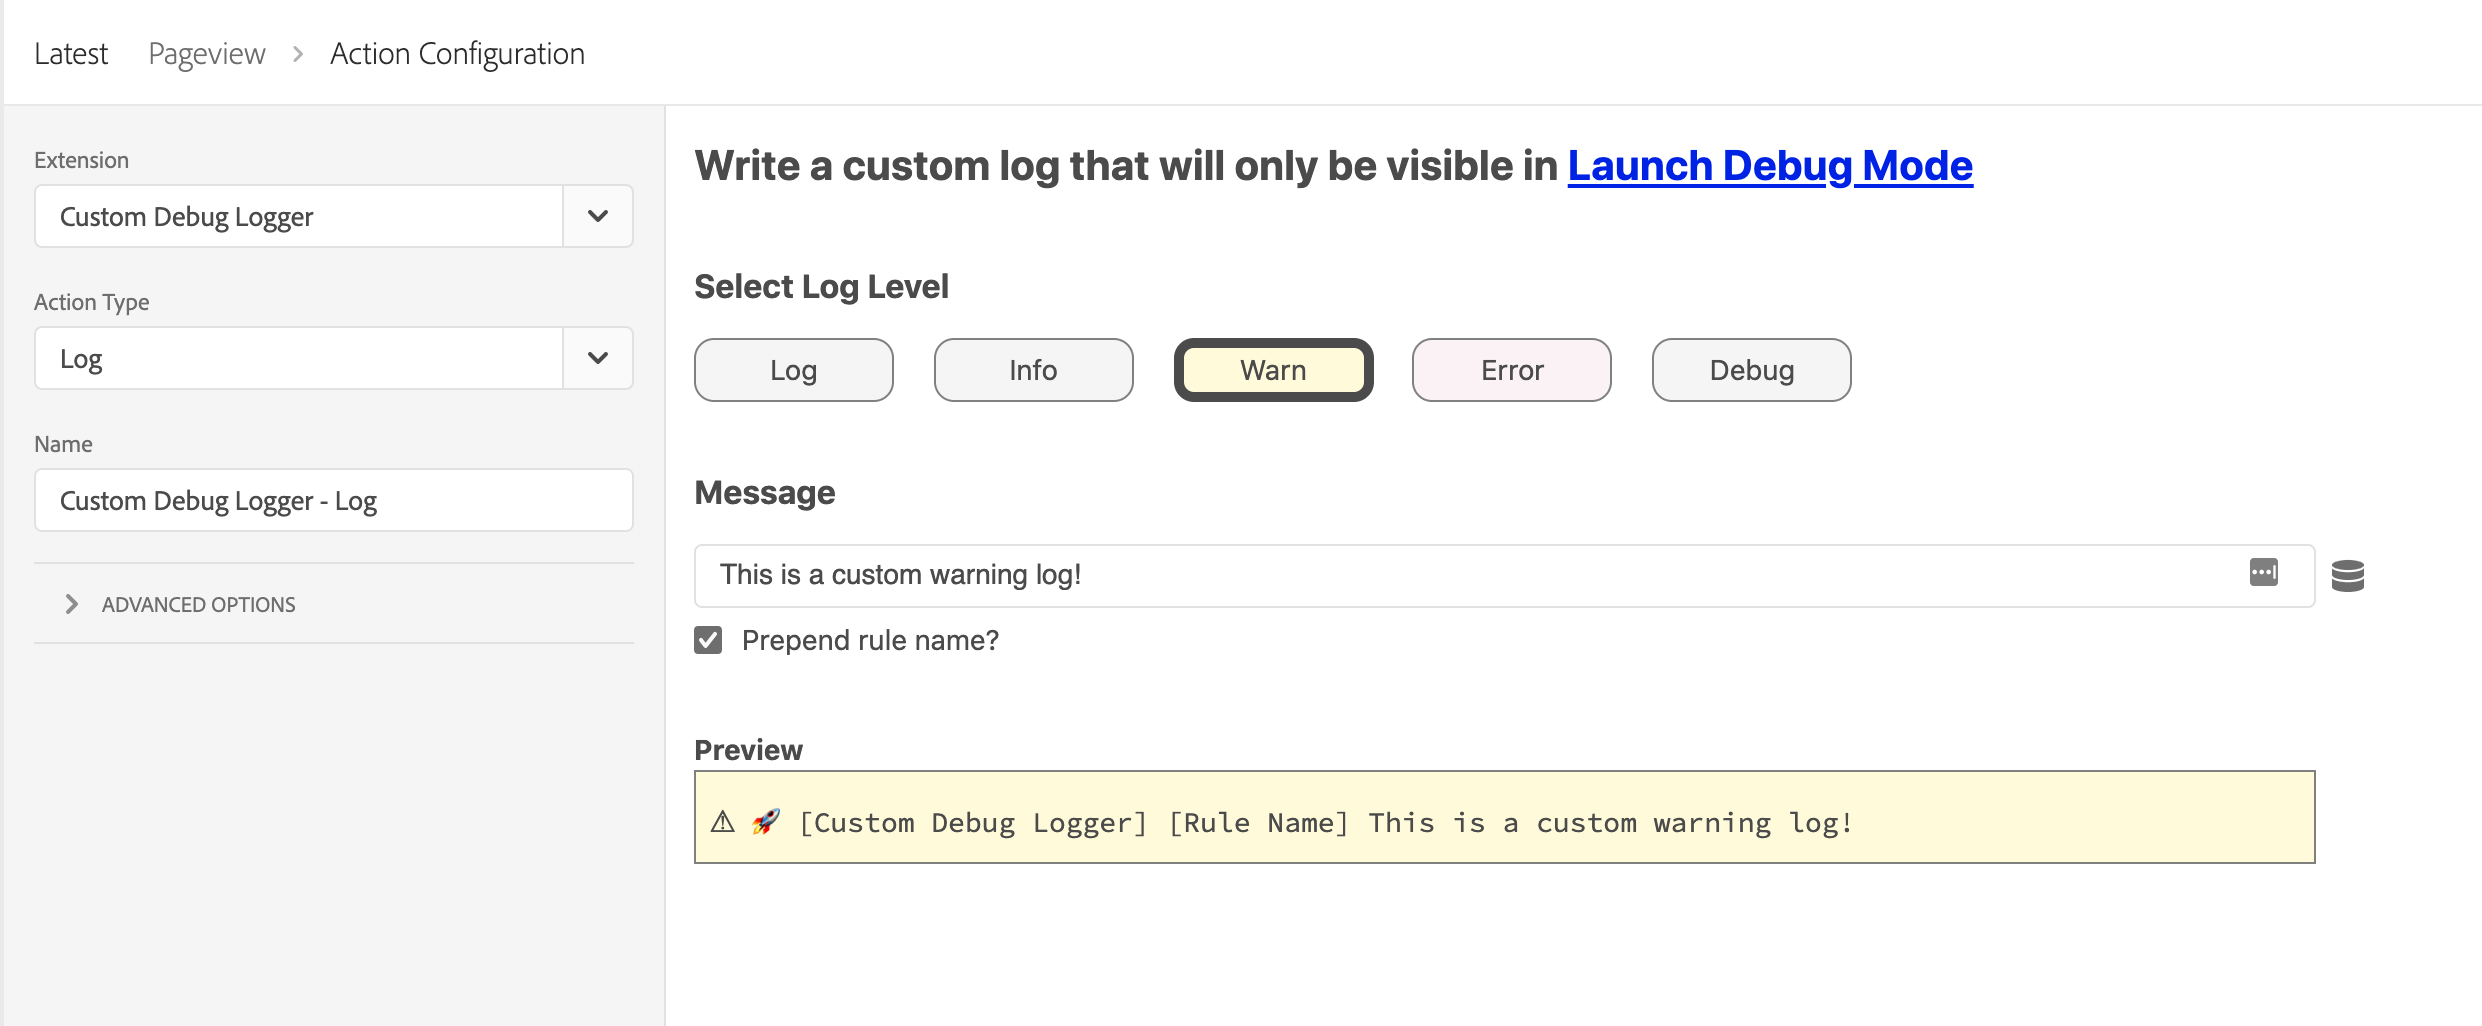 Latest Pageview > Action Configuration
Extension
Custom Debug Logger
Action Type
Log
Name
Custom Debug Logger - Log
ADVANCED OPTIONS
Write a custom log that will only be visible in Launch Debug Mode
Select Log Level
Log Info Warn Error Debug
Message
This is a custom warning log!
Prepend rule name?
Preview
⚠ 🚀 [Custom Debug Logger] [Rule Name] This is a custom warning log!